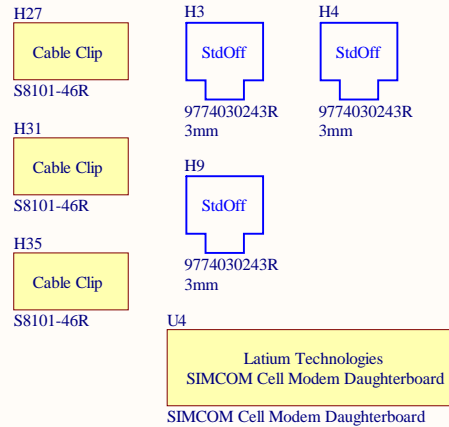 H27
Cable Clip
S8101-46R
H31
Cable Clip
S8101-46R
H35
Cable Clip
S8101-46R
H3
StdOff
9774030243R
3mm
H4
StdOff
9774030243R
3mm
H9
StdOff
9774030243R
3mm
U4
Latium Technologies
SIMCOM Cell Modem Daughterboard
SIMCOM Cell Modem Daughterboard